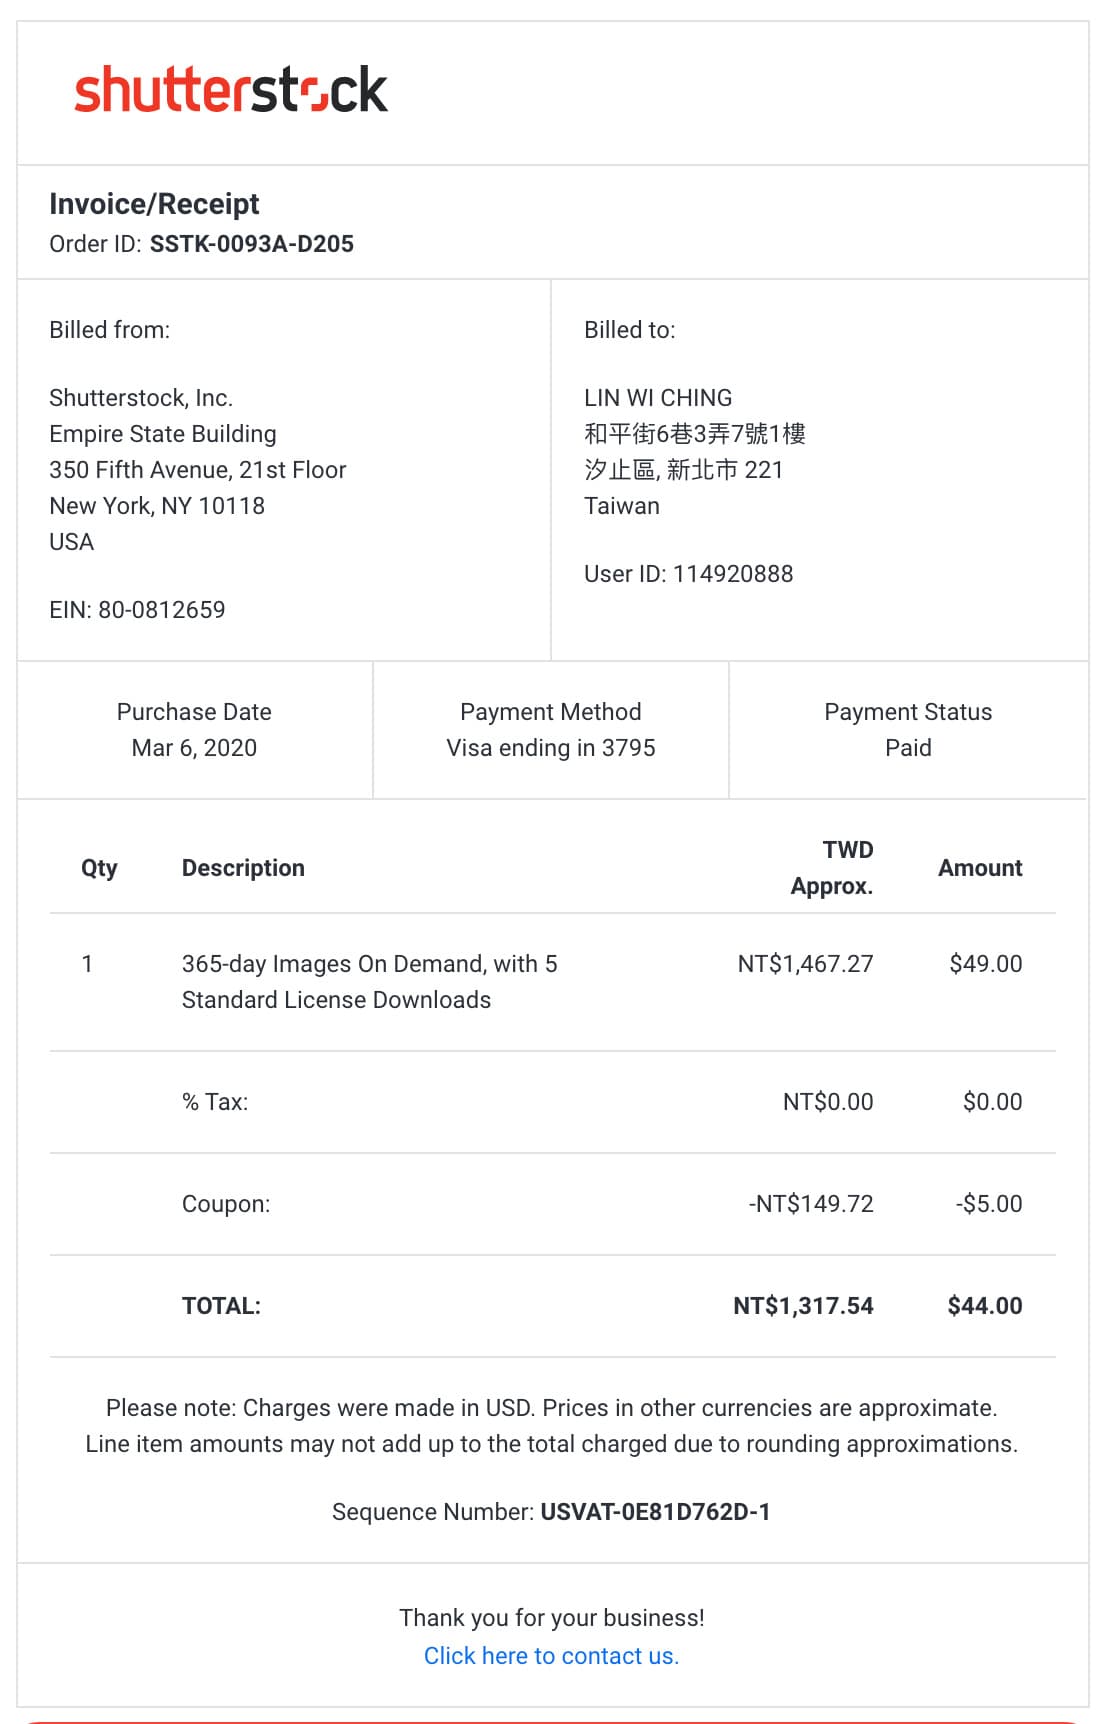 shutterstock
Invoice/Receipt
Order ID: SSTK-0093A-D205
Billed from:
Shutterstock, Inc.
Empire State Building
350 Fifth Avenue, 21st Floor
New York, NY 10118
USA
EIN: 80-0812659
Billed to:
LIN WI CHING
和平街6巷3弄7號1樓
汐止區, 新北市 221
Taiwan
User ID: 114920888
Purchase Date
Mar 6, 2020
Payment Method
Visa ending in 3795
Payment Status
Paid
Qty Description TWD Approx. Amount
1 365-day Images On Demand, with 5 NT$1,467.27 $49.00
Standard License Downloads
% Tax: NT$0.00 $0.00
Coupon: -NT$149.72 -$5.00
TOTAL: NT$1,317.54 $44.00
Please note: Charges were made in USD. Prices in other currencies are approximate.
Line item amounts may not add up to the total charged due to rounding approximations.
Sequence Number: USVAT-0E81D762D-1
Thank you for your business!
Click here to contact us.